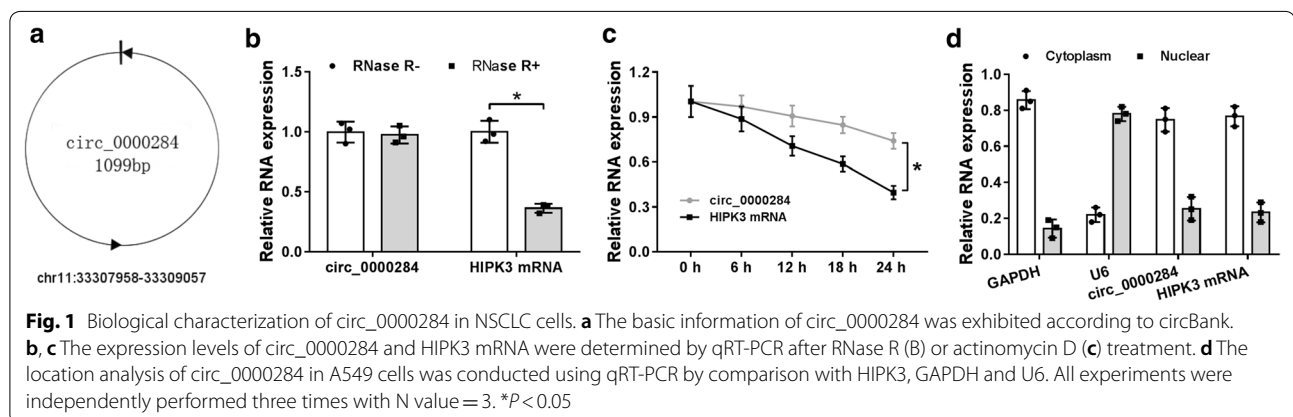 a
circ_0000284
1099bp
chr11:33307958-33309057
b
RNase R-
RNase R+
Relative RNA expression
1.5
1.0
0.5
0.0
*
circ_0000284
HIPK3 mRNA
c
Relative RNA expression
1.2
0.9
0.6
0.3
0.0
circ_0000284
HIPK3 mRNA
*
0 h 6 h 12 h 18 h 24 h
d
Cytoplasm
Nuclear
Relative RNA expression
1.0
0.8
0.6
0.4
0.2
0.0
GAPDH
U6
circ_0000284
HIPK3 mRNA
Fig. 1 Biological characterization of circ_0000284 in NSCLC cells. a The basic information of circ_0000284 was exhibited according to circBank.
b, c The expression levels of circ_0000284 and HIPK3 mRNA were determined by qRT-PCR after RNase R (B) or actinomycin D (c) treatment. d The
location analysis of circ_0000284 in A549 cells was conducted using qRT-PCR by comparison with HIPK3, GAPDH and U6. All experiments were
independently performed three times with N value = 3. *P < 0.05